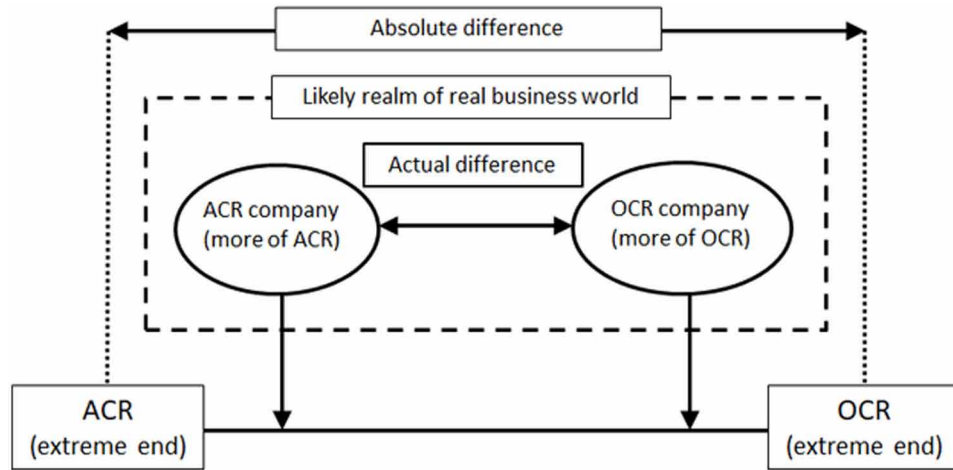 Absolute difference
Likely realm of real business world
Actual difference
ACR company
(more of ACR)
OCR company
(more of OCR)
ACR
(extreme end)
OCR
(extreme end)